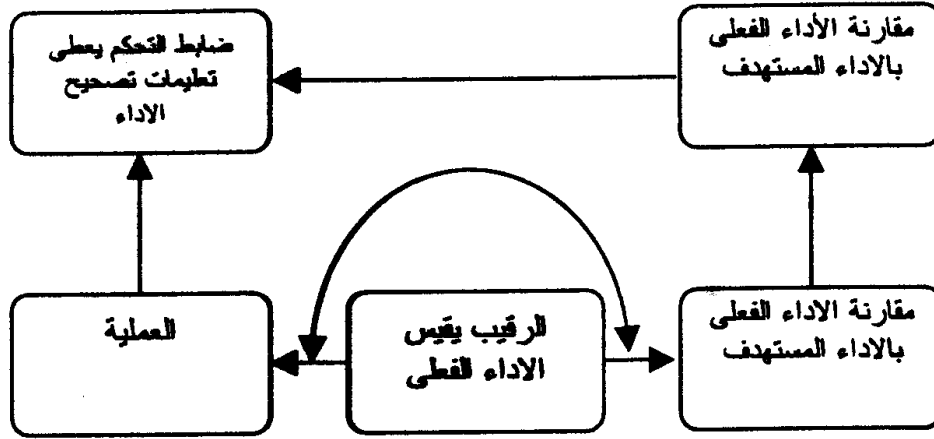 مقارنة الأداء الفعلى
بالاداء المستهدف
ضابط التحكم يعطى
تعليمات تصحيح
الاداء
مقارنة الاداء الفعلى
بالاداء المستهدف
الرقيب يقيس
الاداء الفعلى
العملية